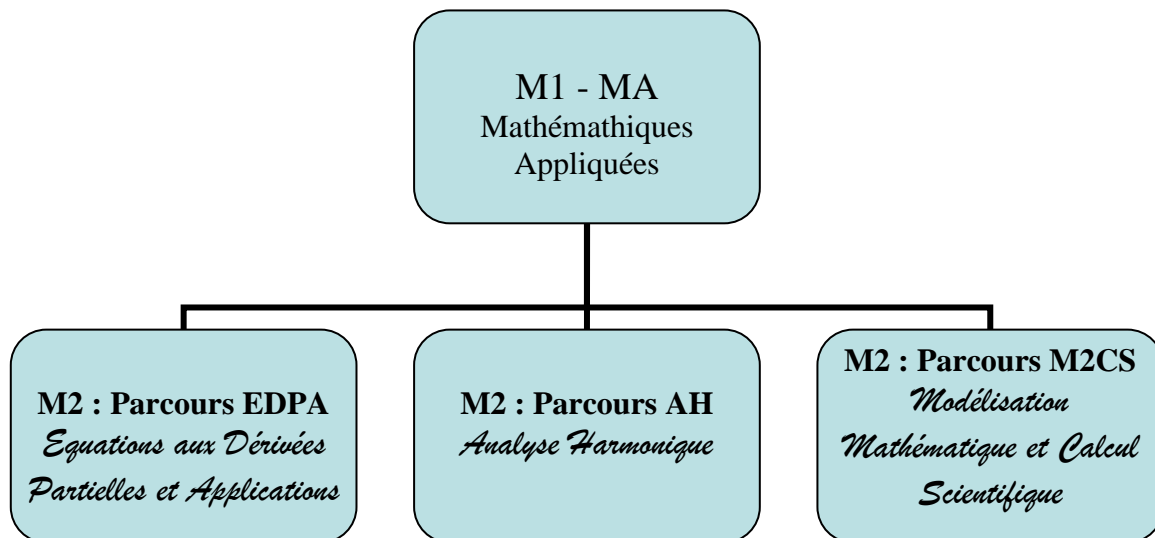 M1 - MA
Mathémathiques
Appliquées
M2 : Parcours EDPA
Equations aux Dérivées
Partielles et Applications
M2 : Parcours AH
Analyse Harmonique
M2 : Parcours M2CS
Modélisation
Mathématique et Calcul
Scientifique